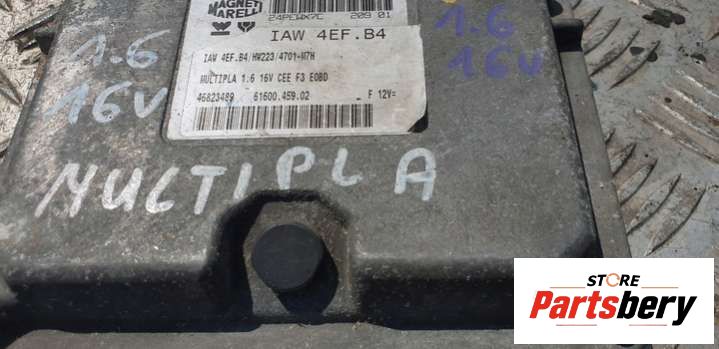 MAGNETI
MARELLI
24PEWX7C 209 01
IAW 4EF.B4
IAW 4EF.B4/HW223/4701-M7H
MULTIPLA 1.6 16V CEE F3 EOBD
46823489 61600.459.02 F 12V=
1.6
16V
1.6
16V
MULTIPLA
STORE
Partsbery